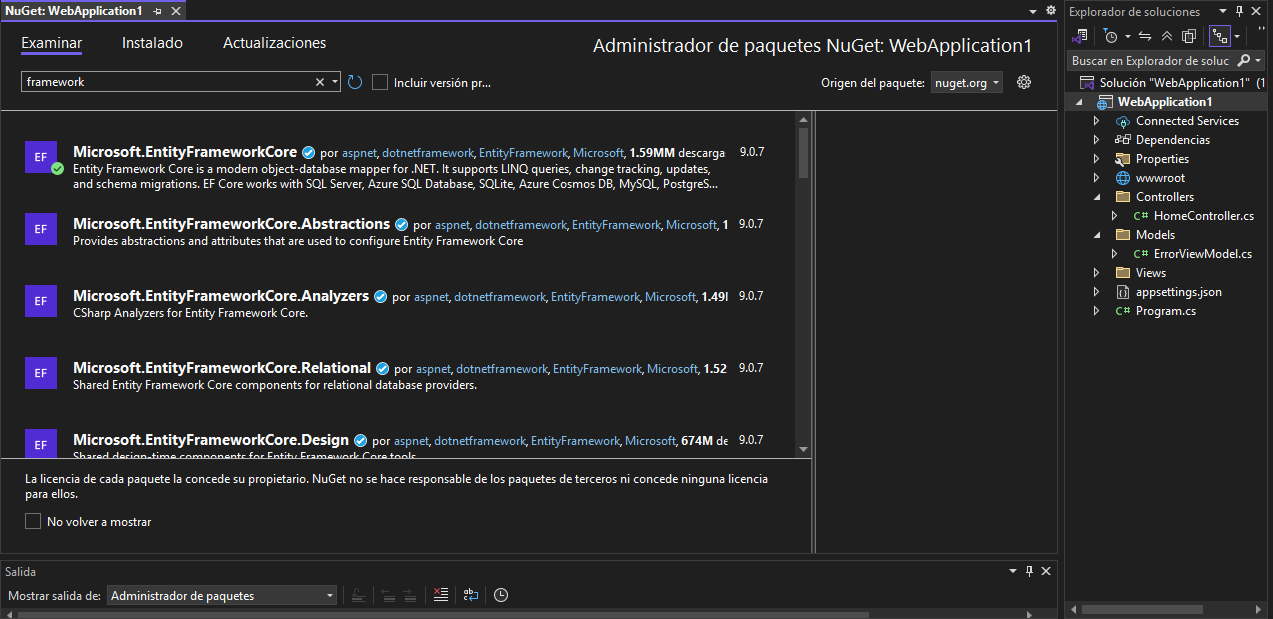 NuGet: WebApplication1
Examinar
Instalado
Actualizaciones
Administrador de paquetes NuGet: WebApplication1
framework
Incluir versión pr...
Origen del paquete:
nuget.org
EF
Microsoft.EntityFrameworkCore por aspnet, dotnetframework, EntityFramework, Microsoft, 1.59MM descarga
9.0.7
Entity Framework Core is a modern object-database mapper for .NET. It supports LINQ queries, change tracking, updates,
and schema migrations. EF Core works with SQL Server, Azure SQL Database, SQLite, Azure Cosmos DB, MySQL, PostgreS...
EF
Microsoft.EntityFrameworkCore.Abstractions por aspnet, dotnetframework, EntityFramework, Microsoft, 1
9.0.7
Provides abstractions and attributes that are used to configure Entity Framework Core
EF
Microsoft.EntityFrameworkCore.Analyzers por aspnet, dotnetframework, EntityFramework, Microsoft, 1.49
9.0.7
CSharp Analyzers for Entity Framework Core.
EF
Microsoft.EntityFrameworkCore.Relational por aspnet, dotnetframework, EntityFramework, Microsoft, 1.52
9.0.7
Shared Entity Framework Core components for relational database providers.
EF
Microsoft.EntityFrameworkCore.Design por aspnet, dotnetframework, EntityFramework, Microsoft, 674M de
9.0.7
Shared design-time components for Entity Framework Core tools.
La licencia de cada paquete la concede su propietario. NuGet no se hace responsable de los paquetes de terceros ni concede ninguna licencia
para ellos.
No volver a mostrar
Salida
Mostrar salida de:
Administrador de paquetes
Explorador de soluciones
Buscar en Explorador de soluc
Solución "WebApplication1" (1
WebApplication1
Connected Services
Dependencias
Properties
wwwroot
Controllers
C# HomeController.cs
Models
C# ErrorViewModel.cs
Views
appsettings.json
C# Program.cs